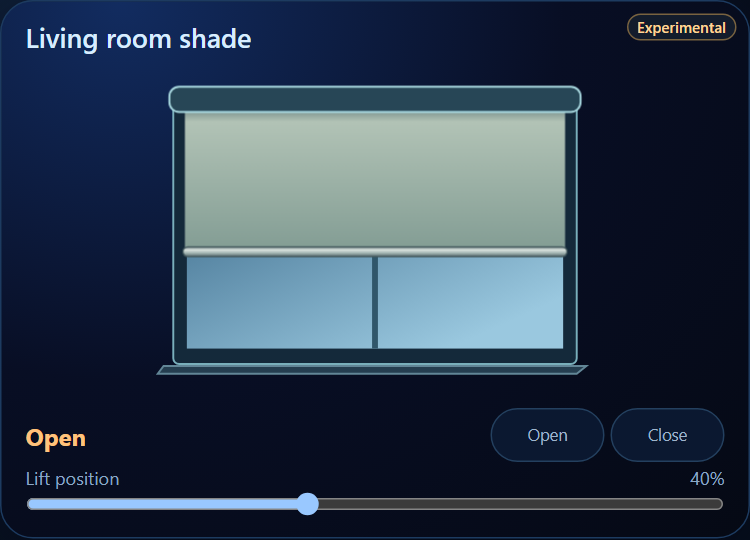 Living room shade
Experimental
Open
Open
Close
Lift position
40%